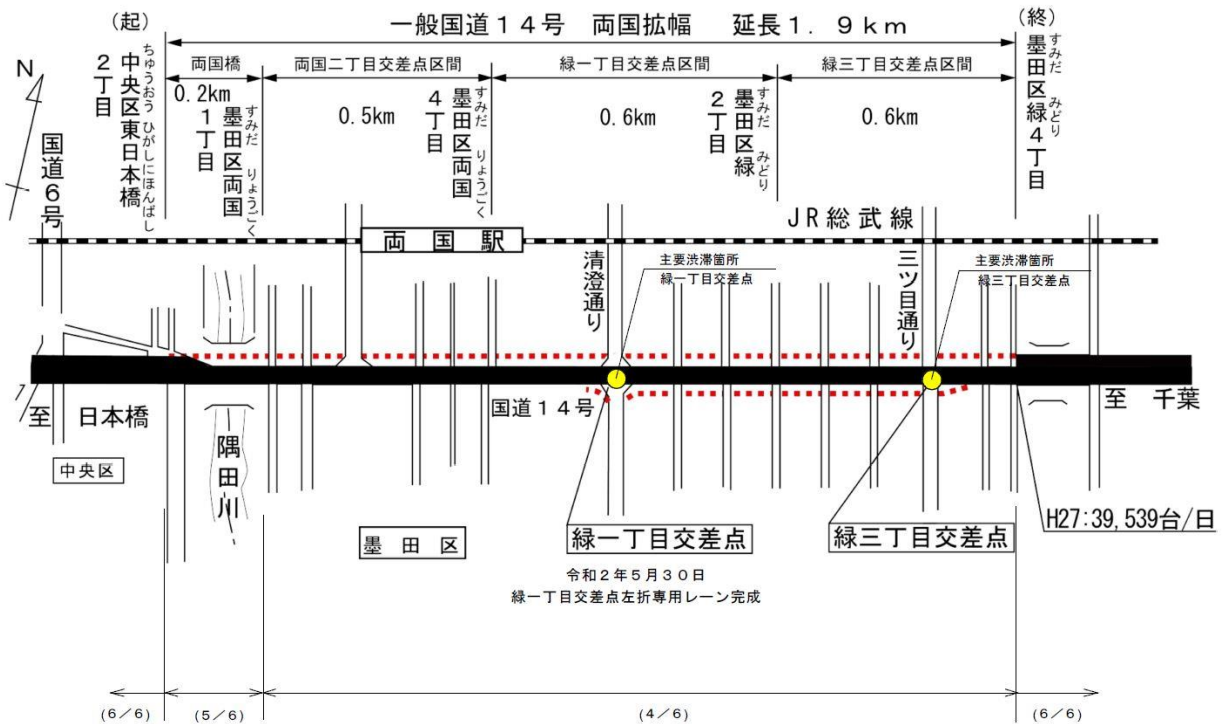 一般国道14号 両国拡幅 延長1.9km
(起)
中央区東日本橋
ちゅうおう ひがしにほんばし
2丁目
(終)
墨田区緑4丁目
すみだ みどり
両国橋
0.2km
両国二丁目交差点区間
0.5km
緑一丁目交差点区間
0.6km
緑三丁目交差点区間
0.6km
墨田区両国
すみだ りょうごく
1丁目
墨田区両国
すみだ りょうごく
4丁目
墨田区緑
すみだ みどり
2丁目
N
国道6号
JR総武線
両国駅
清澄通り
主要渋滞箇所
緑一丁目交差点
三ツ目通り
主要渋滞箇所
緑三丁目交差点
至 日本橋
国道14号
至 千葉
中央区
隅田川
墨田区
緑一丁目交差点
緑三丁目交差点
H27:39,539台/日
令和2年5月30日
緑一丁目交差点左折専用レーン完成
(6/6)
(5/6)
(4/6)
(6/6)